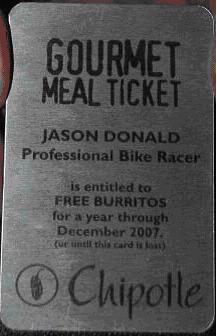 GOURMET
MEAL TICKET
JASON DONALD
Professional Bike Racer
is entitled to
FREE BURRITOS
for a year through
December 2007.
(or until this card is lost)
Chipotle